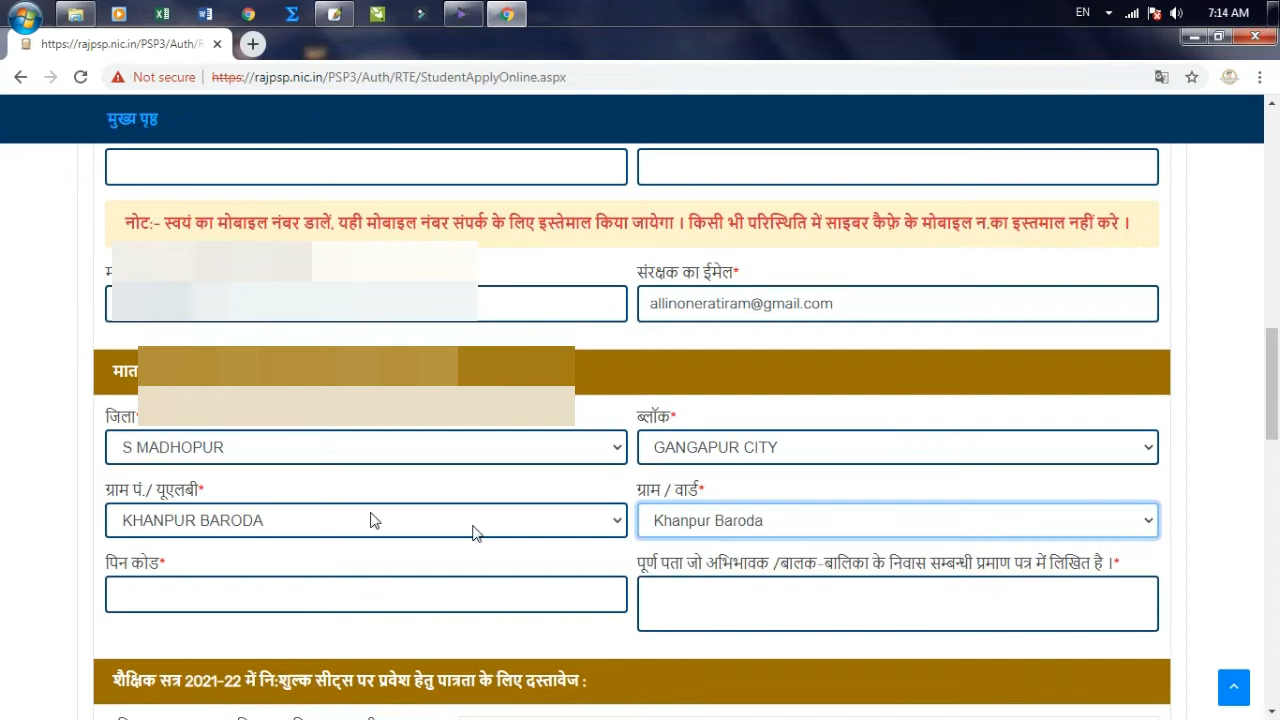 EN
7:14 AM
https://rajpsp.nic.in/PSP3/Auth/R
Not secure | https://rajpsp.nic.in/PSP3/Auth/RTE/StudentApplyOnline.aspx
मुख्य पृष्ठ
नोट:- स्वयं का मोबाइल नंबर डालें, यही मोबाइल नंबर संपर्क के लिए इस्तेमाल किया जायेगा । किसी भी परिस्थिति में साइबर कैफ़े के मोबाइल न.का इस्तमाल नहीं करे ।
संरक्षक का ईमेल*
allinoneratiram@gmail.com
जिला*
ब्लॉक*
S MADHOPUR
GANGAPUR CITY
ग्राम पं./ यूएलबी*
ग्राम / वार्ड*
KHANPUR BARODA
Khanpur Baroda
पिन कोड*
पूर्ण पता जो अभिभावक /बालक-बालिका के निवास सम्बन्धी प्रमाण पत्र में लिखित है ।*
शैक्षिक सत्र 2021-22 में नि:शुल्क सीट्स पर प्रवेश हेतु पात्रता के लिए दस्तावेज :